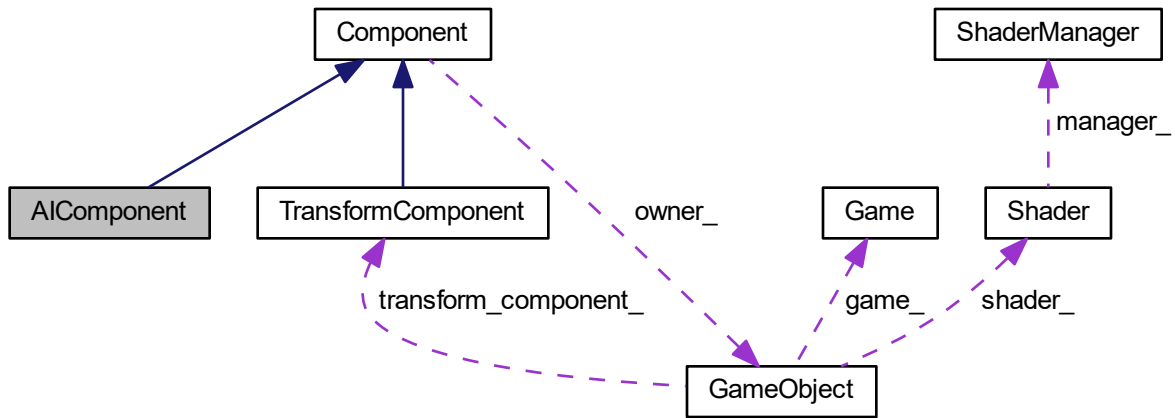 Component
ShaderManager
manager_
AIComponent
TransformComponent
owner_
Game
Shader
transform_component_
game_
shader_
GameObject